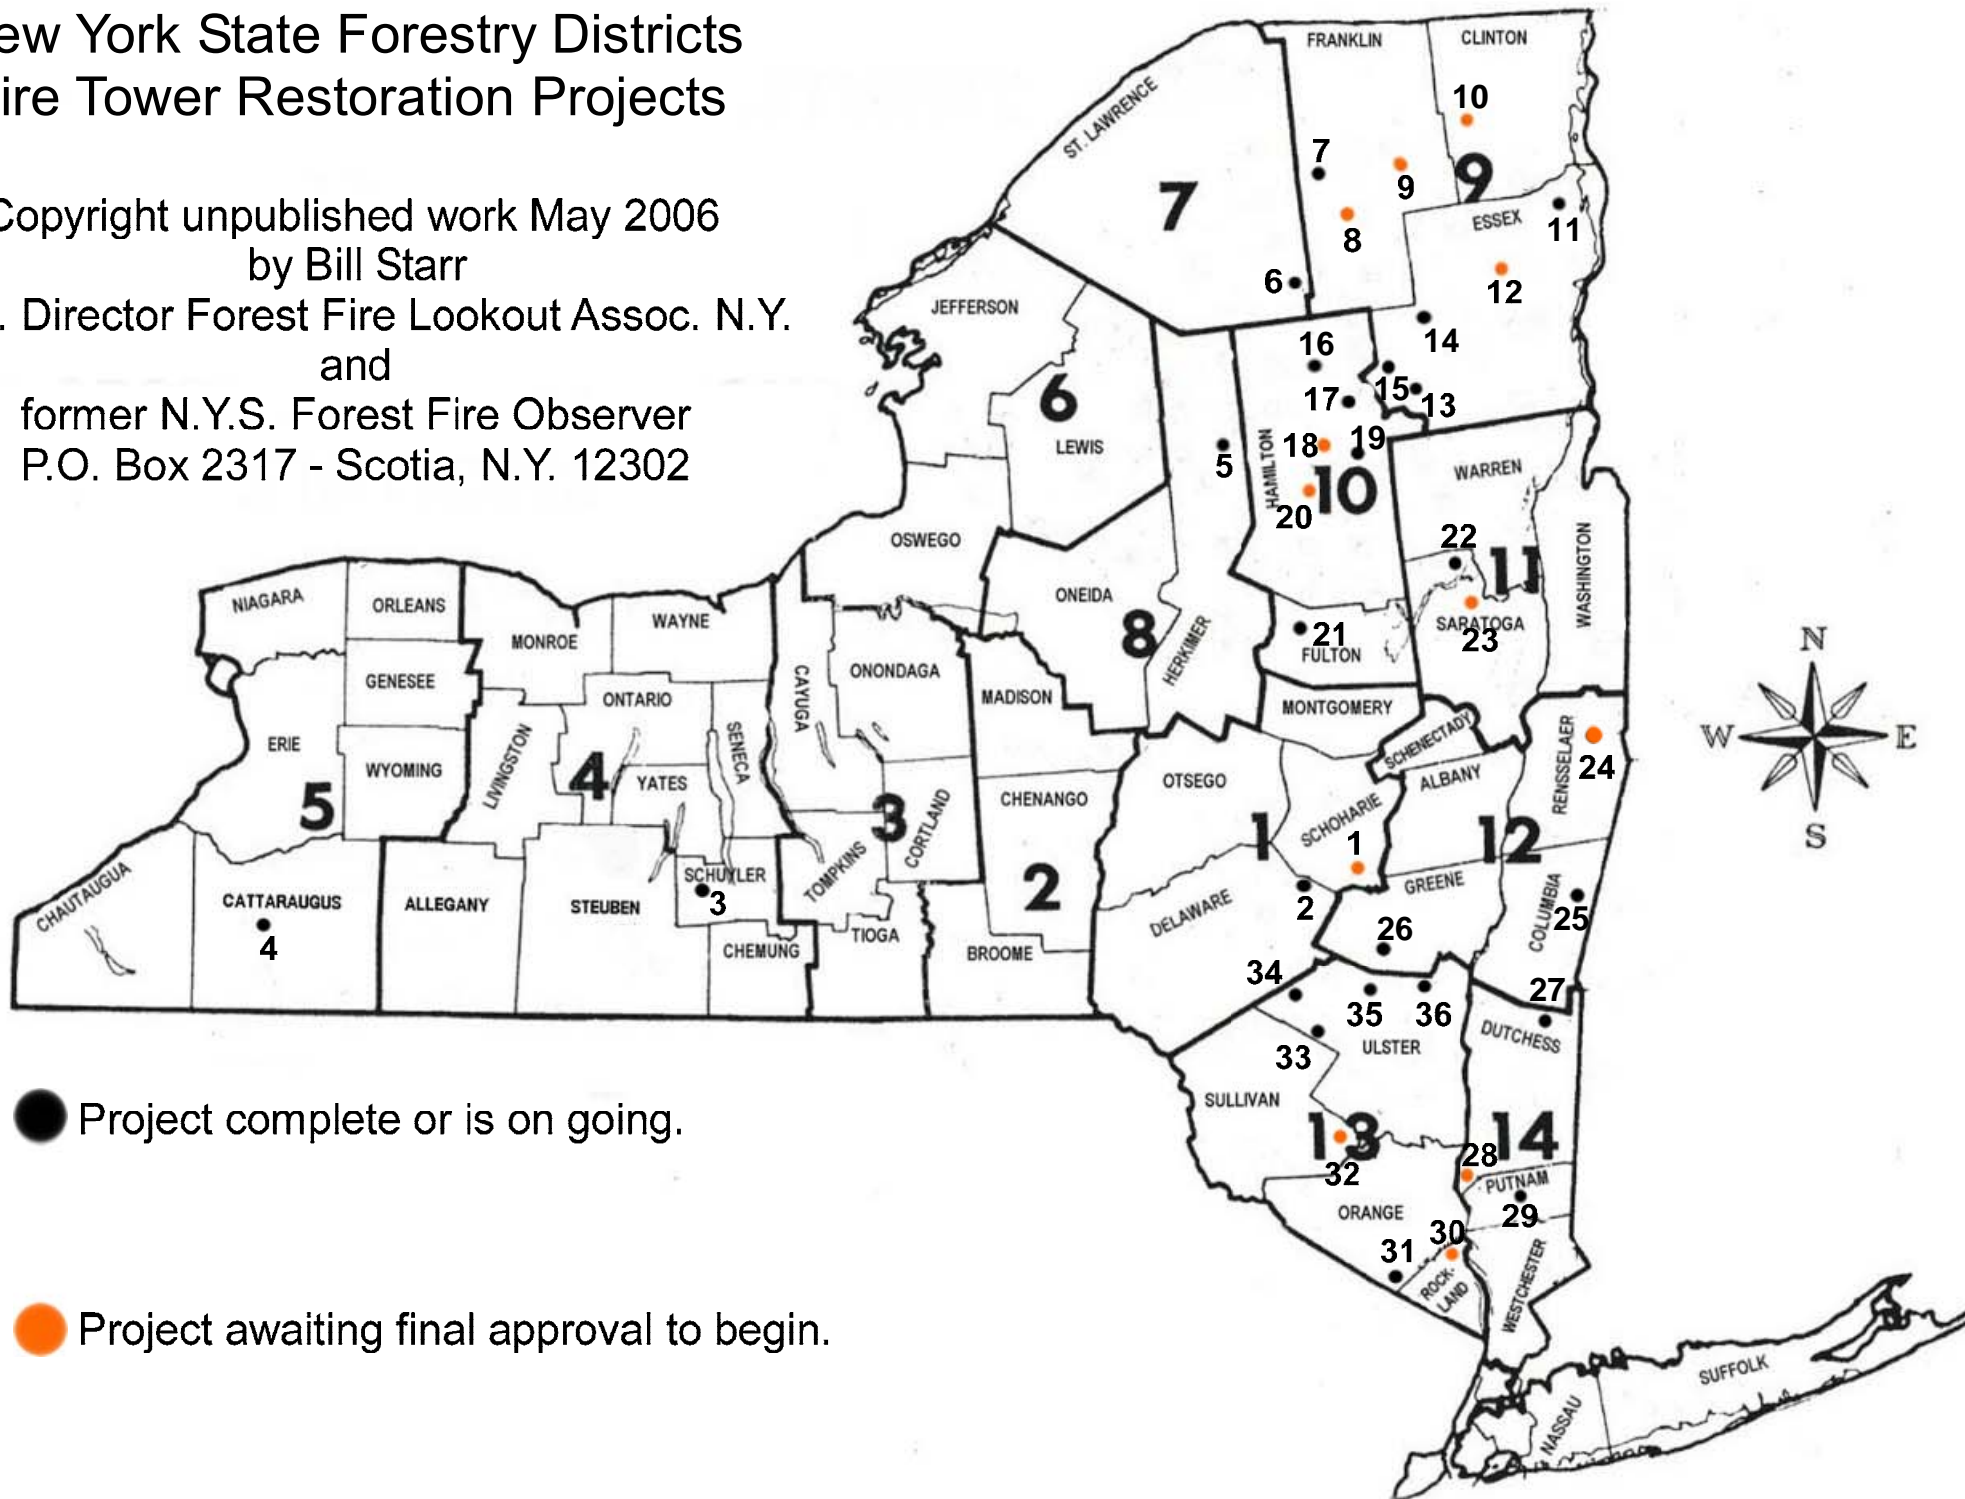 ew York State Forestry Districts
ire Tower Restoration Projects
Copyright unpublished work May 2006
by Bill Starr
. Director Forest Fire Lookout Assoc. N.Y.
and
former N.Y.S. Forest Fire Observer
P.O. Box 2317 - Scotia, N.Y. 12302
FRANKLIN
CLINTON
ST. LAWRENCE
10
7
9
9
7
8
ESSEX
11
6
12
JEFFERSON
14
16
15
13
17
6
LEWIS
18
19
5
HAMILTON
10
20
WARREN
OSWEGO
22
11
WASHINGTON
ONEIDA
8
HERKIMER
21
FULTON
SARATOGA
23
NIAGARA
ORLEANS
MONROE
WAYNE
GENESEE
ONTARIO
CAYUGA
ONONDAGA
MADISON
MONTGOMERY
SCHENECTADY
RENSSELAER
24
ERIE
WYOMING
LIVINGSTON
4
YATES
SENECA
5
3
CORTLAND
CHENANGO
OTSEGO
1
SCHOHARIE
1
ALBANY
12
CHAUTAUGUA
CATTARAUGUS
4
ALLEGANY
STEUBEN
SCHUYLER
3
TOMPKINS
CHEMUNG
TIOGA
2
BROOME
DELAWARE
2
GREENE
26
COLUMBIA
25
34
35
36
27
33
ULSTER
DUTCHESS
SULLIVAN
13
32
14
28
PUTNAM
29
ORANGE
30
31
ROCK-
LAND
WESTCHESTER
NASSAU
SUFFOLK
N
W
E
S
Project complete or is on going.
Project awaiting final approval to begin.